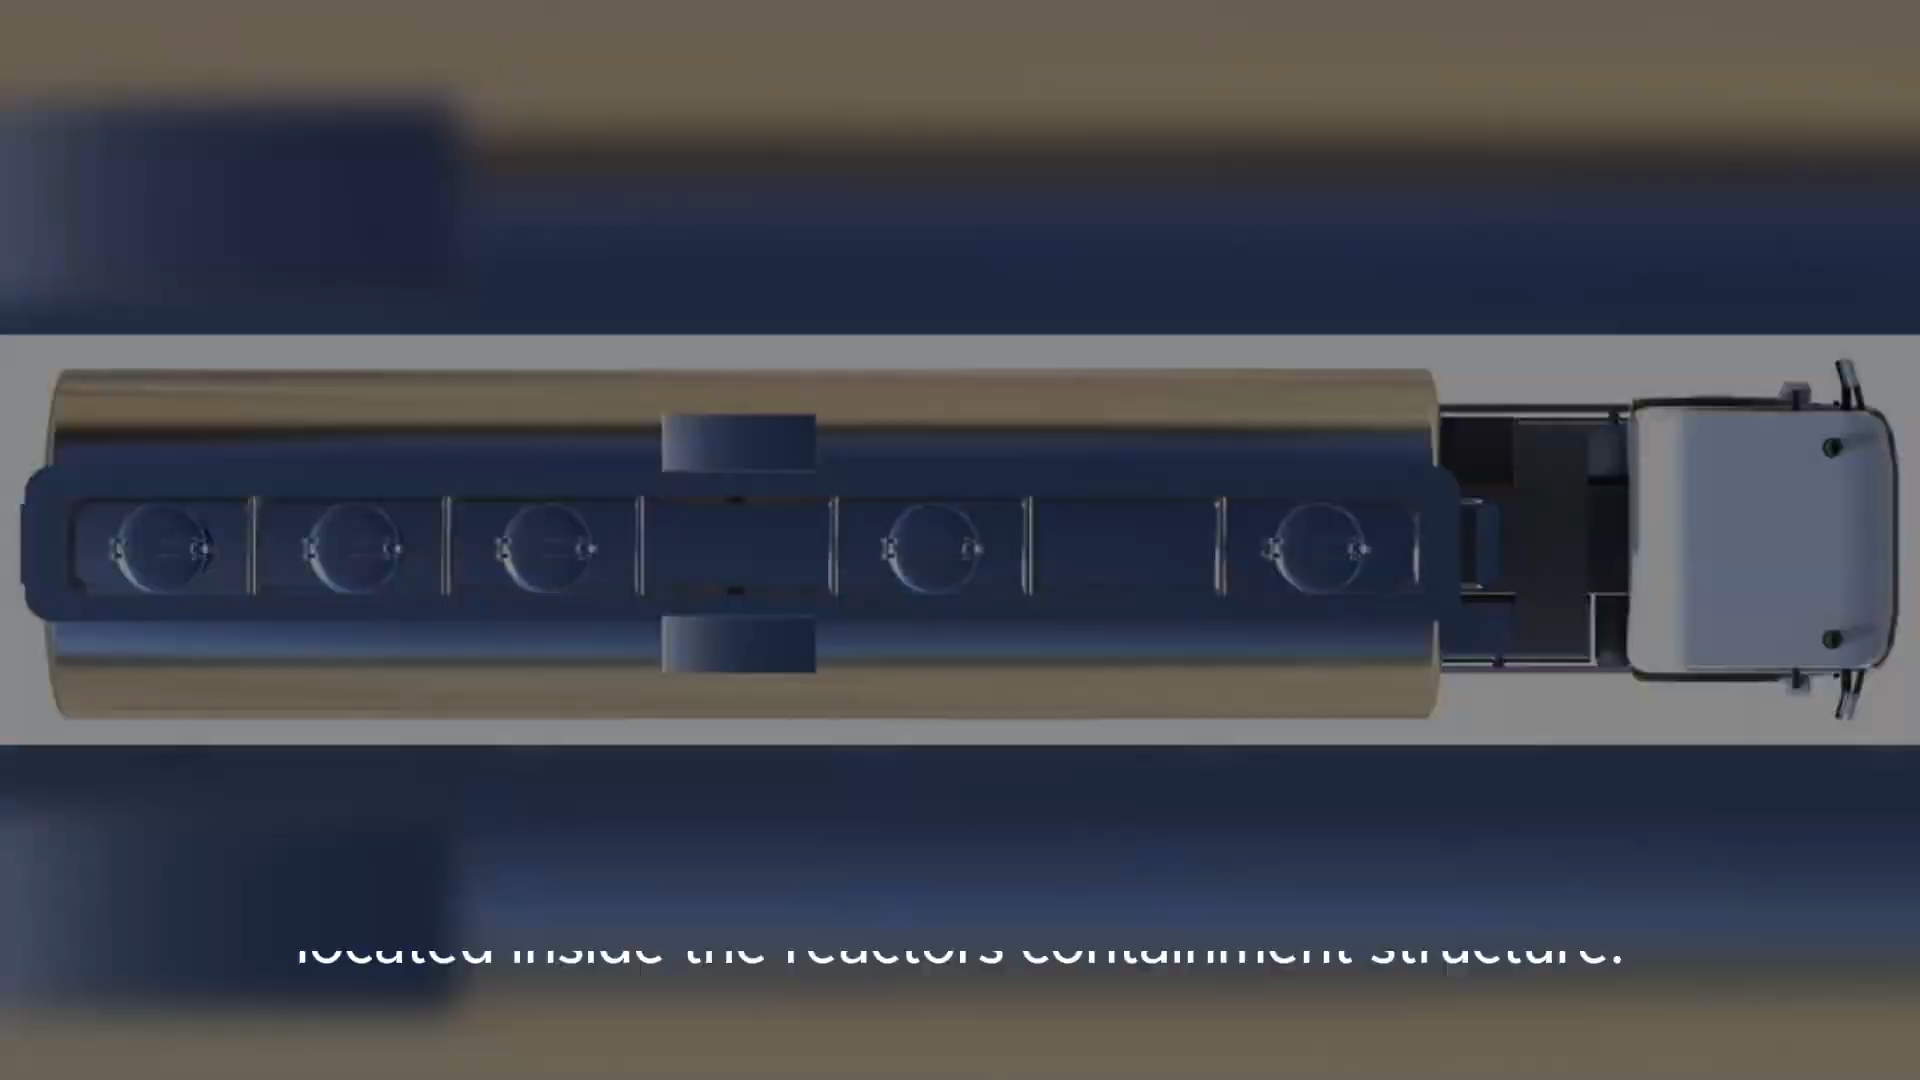 located inside the reactors containment structure.